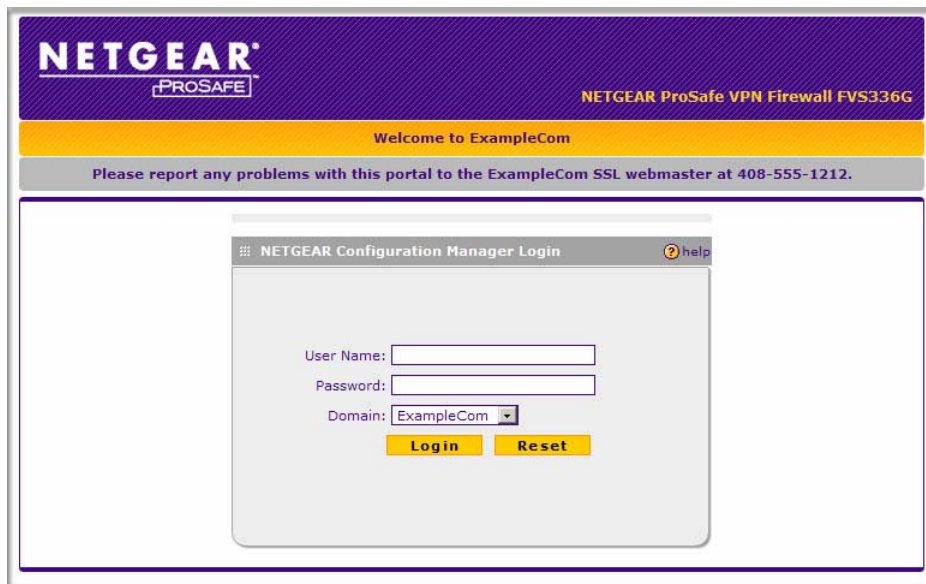 NETGEAR®
PROSAFE
NETGEAR ProSafe VPN Firewall FVS336G
Welcome to ExampleCom
Please report any problems with this portal to the ExampleCom SSL webmaster at 408-555-1212.
NETGEAR Configuration Manager Login ? help
User Name:
Password:
Domain: ExampleCom
Login Reset